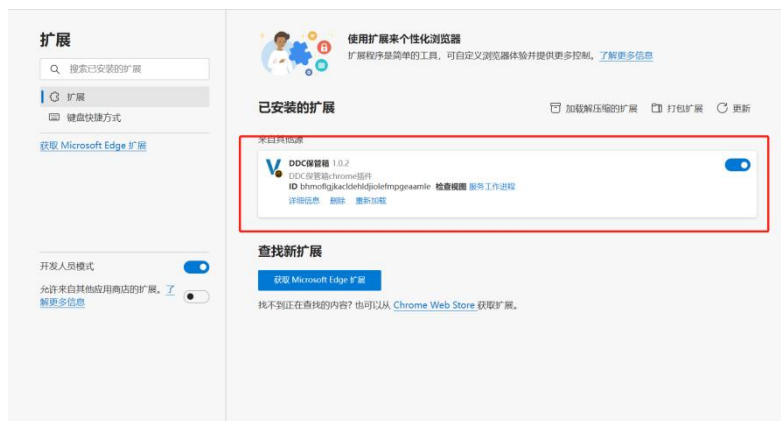 扩展
搜索已安装的扩展
扩展
键盘快捷方式
获取 Microsoft Edge 扩展
开发人员模式
允许来自其他应用商店的扩展。了
解更多信息
使用扩展来个性化浏览器
扩展程序是简单的工具，可自定义浏览器体验并提供更多控制。了解更多信息
已安装的扩展
加载解压缩的扩展 打包扩展 更新
来自其他源
DDC保管箱 1.0.2
DDC保管箱chrome插件
ID bhmoflgjkacldehldjiolefmpgeaamle 检查视图 服务工作进程
详细信息 删除 重新加载
查找新扩展
获取 Microsoft Edge 扩展
找不到正在查找的内容? 也可以从 Chrome Web Store 获取扩展。